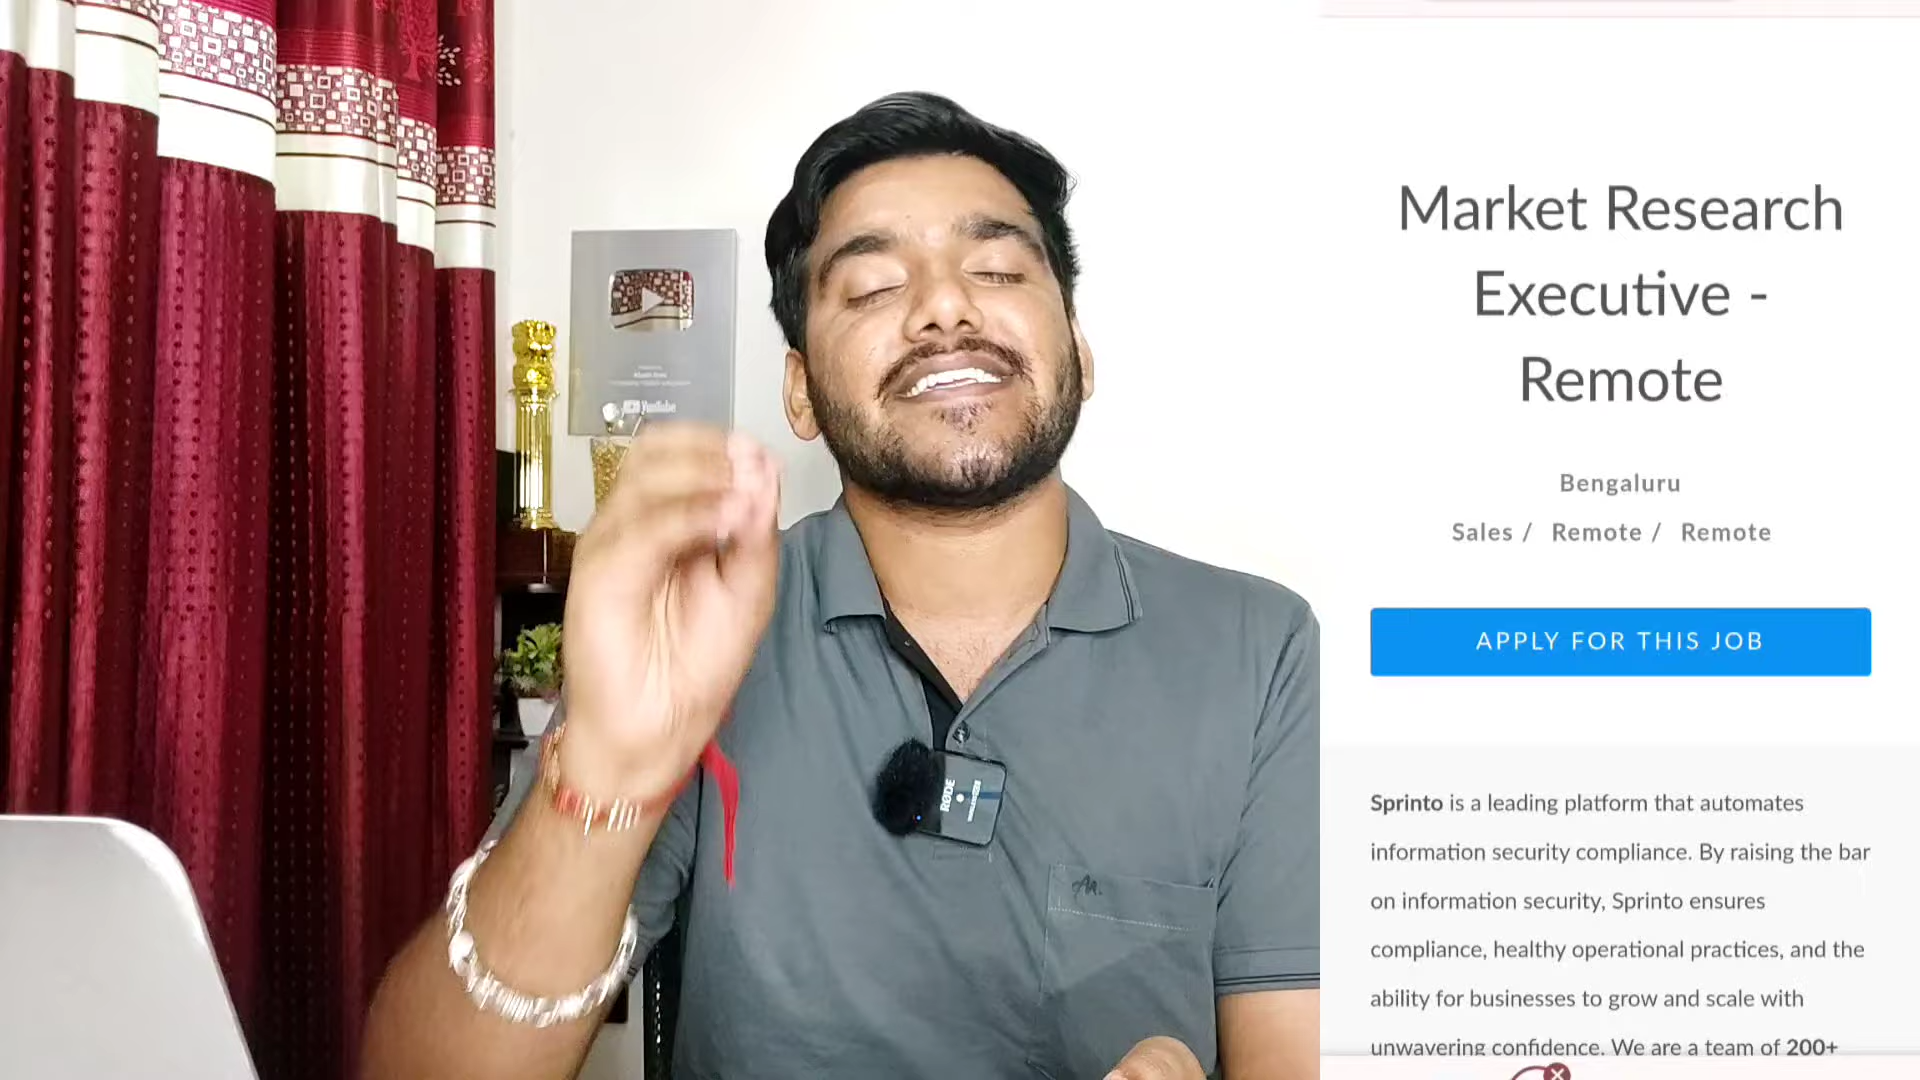 Market Research
Executive -
Remote
Bengaluru
Sales / Remote / Remote
APPLY FOR THIS JOB
Sprinto is a leading platform that automates
information security compliance. By raising the bar
on information security, Sprinto ensures
compliance, healthy operational practices, and the
ability for businesses to grow and scale with
unwavering confidence. We are a team of 200+
YouTube
RØDE